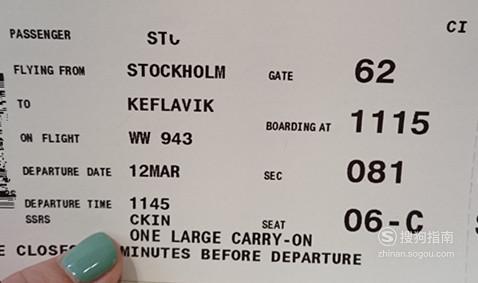 CI
PASSENGER
FLYING FROM STOCKHOLM GATE 62
TO KEFLAVIK
BOARDING AT 1115
ON FLIGHT WW 943
DEPARTURE DATE 12MAR SEC 081
DEPARTURE TIME 1145
SSRS CKIN SEAT 06-C
ONE LARGE CARRY-ON
MINUTES BEFORE DEPARTURE
搜狗指南
zhinan.sogou.com